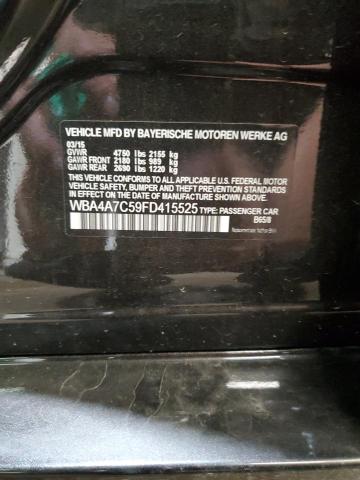 VEHICLE MFD BY BAYERISCHE MOTOREN WERKE AG
03/15
GVWR 4750 lbs 2155 kg
GAWR FRONT 2180 lbs 989 kg
GAWR REAR 2690 lbs 1220 kg
THIS VEHICLE CONFORMS TO ALL APPLICABLE U.S. FEDERAL MOTOR
VEHICLE SAFETY, BUMPER AND THEFT PREVENTION STANDARDS IN
EFFECT ON THE DATE OF MANUFACTURE SHOWN ABOVE.
WBA4A7C59FD415525 TYPE: PASSENGER CAR
B65/8